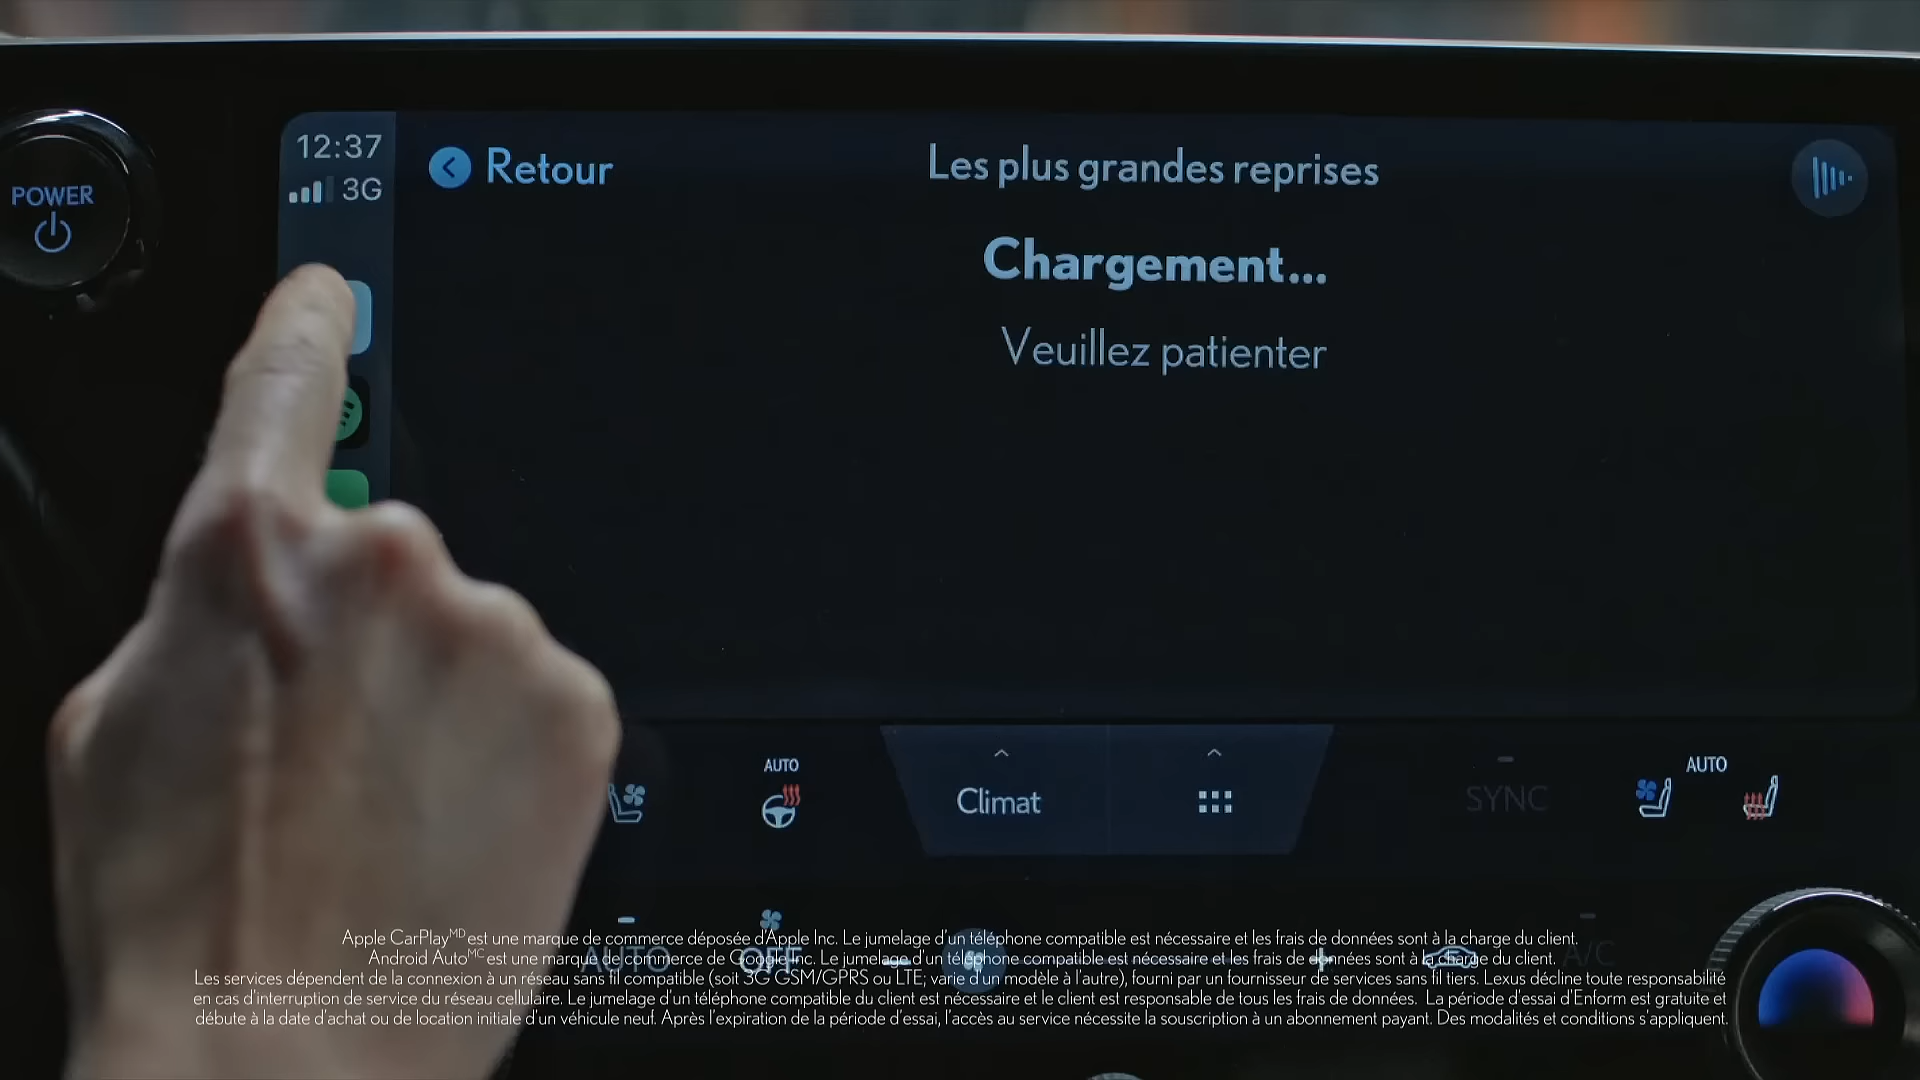 12:37
3G
POWER
Retour
Les plus grandes reprises
Chargement...
Veuillez patienter
AUTO
Climat
SYNC
AUTO
AUTO
OFF
A/C
Apple CarPlayMD est une marque de commerce déposée d'Apple Inc. Le jumelage d'un téléphone compatible est nécessaire et les frais de données sont à la charge du client.
Android AutoMC est une marque de commerce de Google Inc. Le jumelage d'un téléphone compatible est nécessaire et les frais de données sont à la charge du client.
Les services dépendent de la connexion à un réseau sans fil compatible (soit 3G GSM/GPRS ou LTE; varie d'un modèle à l'autre), fourni par un fournisseur de services sans fil tiers. Lexus décline toute responsabilité
en cas d'interruption de service du réseau cellulaire. Le jumelage d'un téléphone compatible du client est nécessaire et le client est responsable de tous les frais de données. La période d'essai d'Enform est gratuite et
débute à la date d'achat ou de location initiale d'un véhicule neuf. Après l'expiration de la période d'essai, l'accès au service nécessite la souscription à un abonnement payant. Des modalités et conditions s'appliquent.